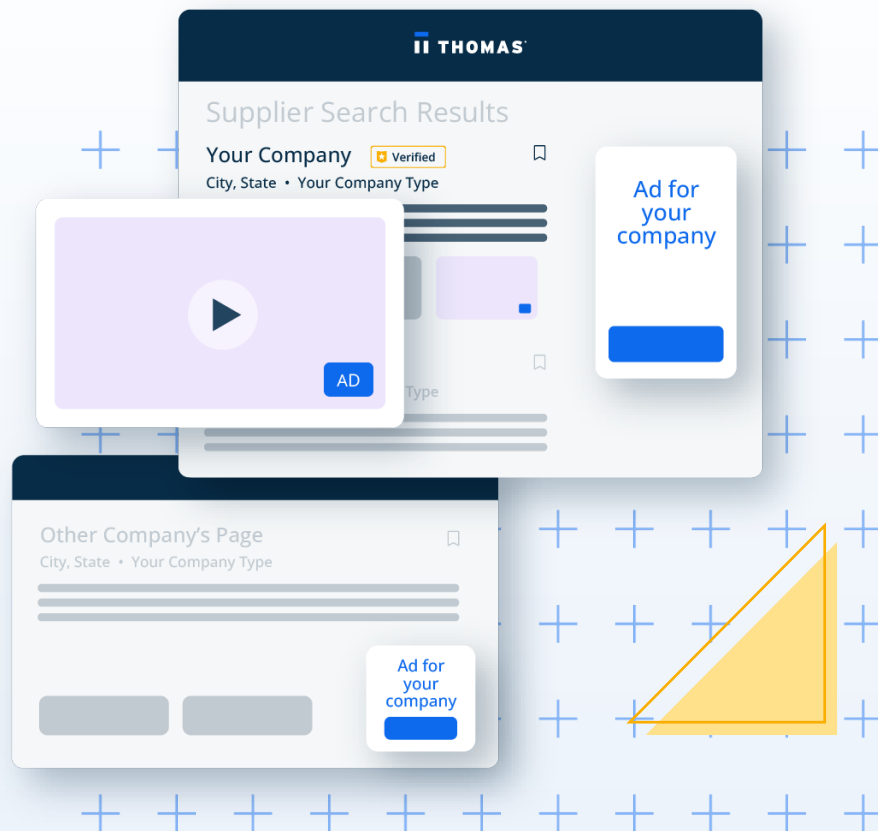 THOMAS
Supplier Search Results
Your Company
Verified
City, State • Your Company Type
Ad for
your
company
AD
Type
Other Company's Page
City, State • Your Company Type
Ad for
your
company